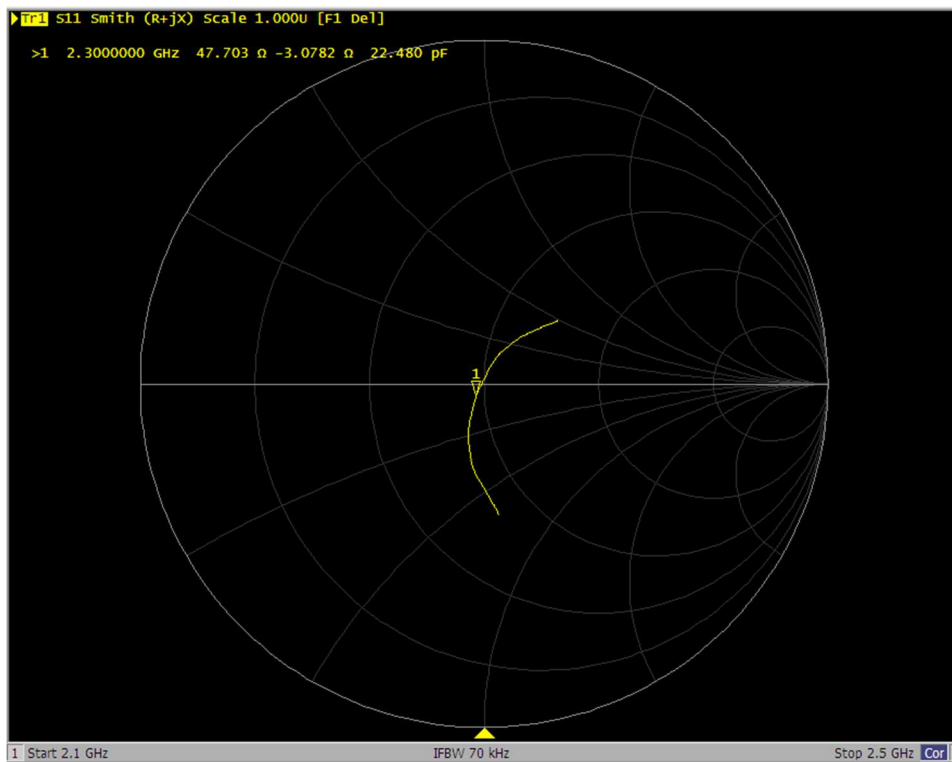 Tr1 S11 Smith (R+jX) Scale 1.000U [F1 Del]
>1 2.3000000 GHz 47.703 Ω -3.0782 Ω 22.480 pF
1
1 Start 2.1 GHz IFBW 70 kHz Stop 2.5 GHz Cor